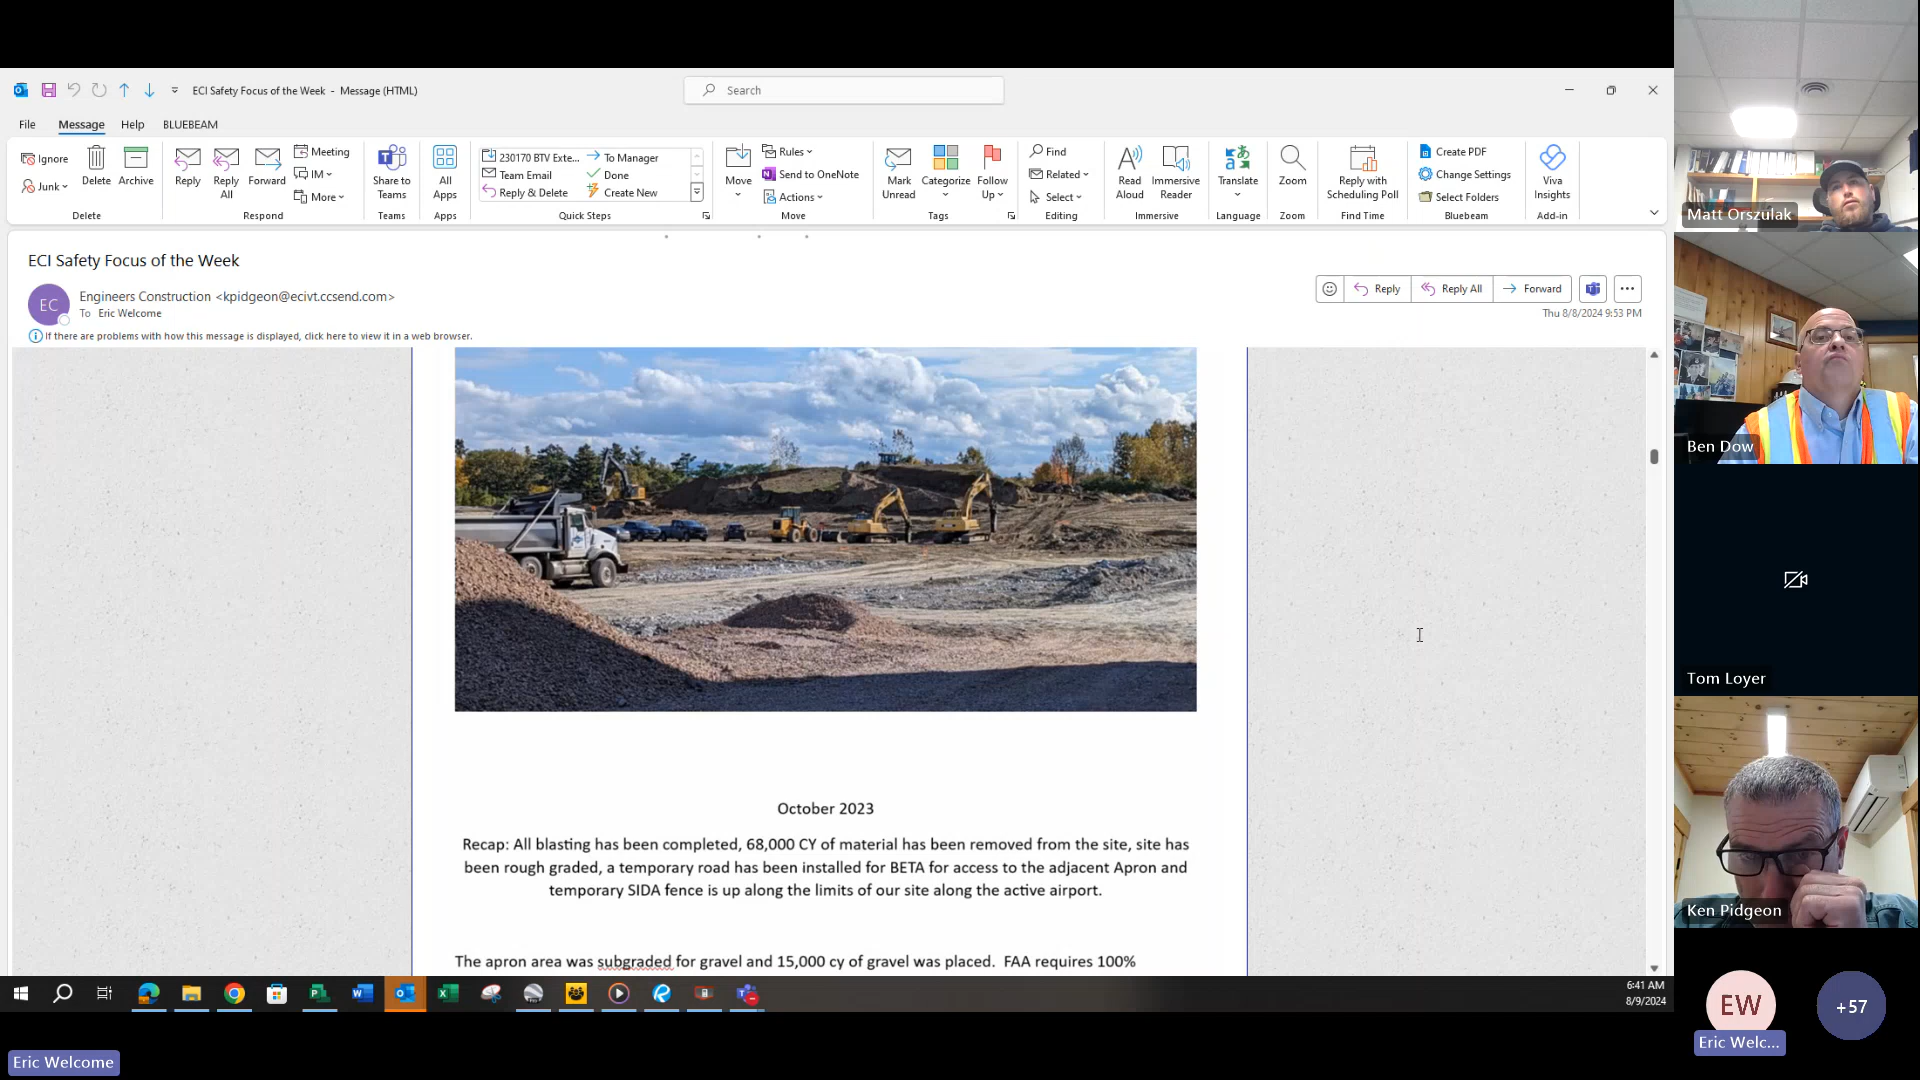 ECI Safety Focus of the Week - Message (HTML)
Search
File Message Help BLUEBEAM
Ignore
Junk
Delete
Archive
Delete
Reply
Reply All
Forward
Meeting
IM
More
Respond
Share to Teams
Teams
All Apps
Apps
230170 BTV Exte...
Team Email
Reply & Delete
To Manager
Done
Create New
Quick Steps
Move
Rules
Send to OneNote
Actions
Move
Mark Unread
Categorize
Follow Up
Tags
Find
Related
Select
Editing
Read Aloud
Immersive Reader
Immersive
Translate
Language
Zoom
Zoom
Reply with Scheduling Poll
Find Time
Create PDF
Change Settings
Select Folders
Bluebeam
Viva Insights
Add-in
ECI Safety Focus of the Week
EC
Engineers Construction <kpidgeon@ecivt.ccsend.com>
To Eric Welcome
Reply
Reply All
Forward
Thu 8/8/2024 9:53 PM
If there are problems with how this message is displayed, click here to view it in a web browser.
October 2023
Recap: All blasting has been completed, 68,000 CY of material has been removed from the site, site has
been rough graded, a temporary road has been installed for BETA for access to the adjacent Apron and
temporary SIDA fence is up along the limits of our site along the active airport.
The apron area was subgraded for gravel and 15,000 cy of gravel was placed. FAA requires 100%
6:41 AM
8/9/2024
Matt Orszulak
Ben Dow
Tom Loyer
Ken Pidgeon
EW
Eric Welc...
+57
Eric Welcome